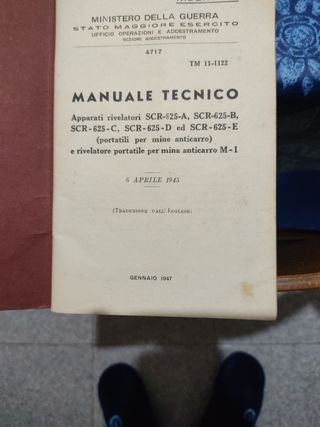 MINISTERO DELLA GUERRA
STATO MAGGIORE ESERCITO
UFFICIO OPERAZIONI E ADDESTRAMENTO
SEZIONE ADDESTRAMENTO
4717
TM 11-1122
MANUALE TECNICO
Apparati rivelatori SCR-625-A, SCR-625-B,
SCR-625-C, SCR-625-D ed SCR-625-E
(portatili per mine anticarro)
e rivelatore portatile per mina anticarro M-1
6 APRILE 1945
(TRADUZIONE DALL'INGLESE)
GENNAIO 1947